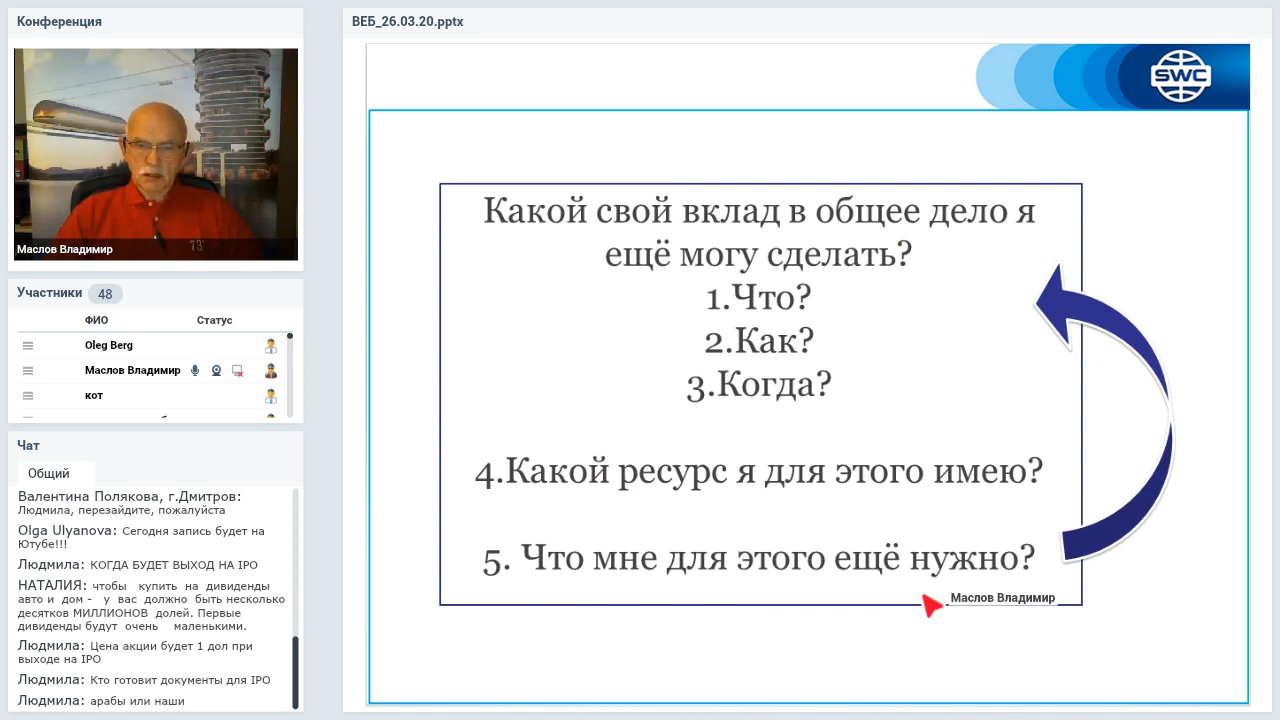 Конференция
Маслов Владимир
Участники 48
ФИО Статус
Oleg Berg
Маслов Владимир
кот
Чат
Общий
Валентина Полякова, г.Дмитров:
Людмила, перезайдите, пожалуйста
Olga Ulyanova: Сегодня запись будет на
Ютубе!!!
Людмила: КОГДА БУДЕТ ВЫХОД НА IPO
НАТАЛИЯ: чтобы купить на дивиденды
авто и дом - у вас должно быть несколько
десятков МИЛЛИОНОВ долей. Первые
дивиденды будут очень маленькими.
Людмила: Цена акции будет 1 дол при
выходе на IPO
Людмила: Кто готовит документы для IPO
Людмила: арабы или наши
ВЕБ_26.03.20.pptx
SWC
Какой свой вклад в общее дело я
ещё могу сделать?
1.Что?
2.Как?
3.Когда?
4.Какой ресурс я для этого имею?
5. Что мне для этого ещё нужно?
Маслов Владимир